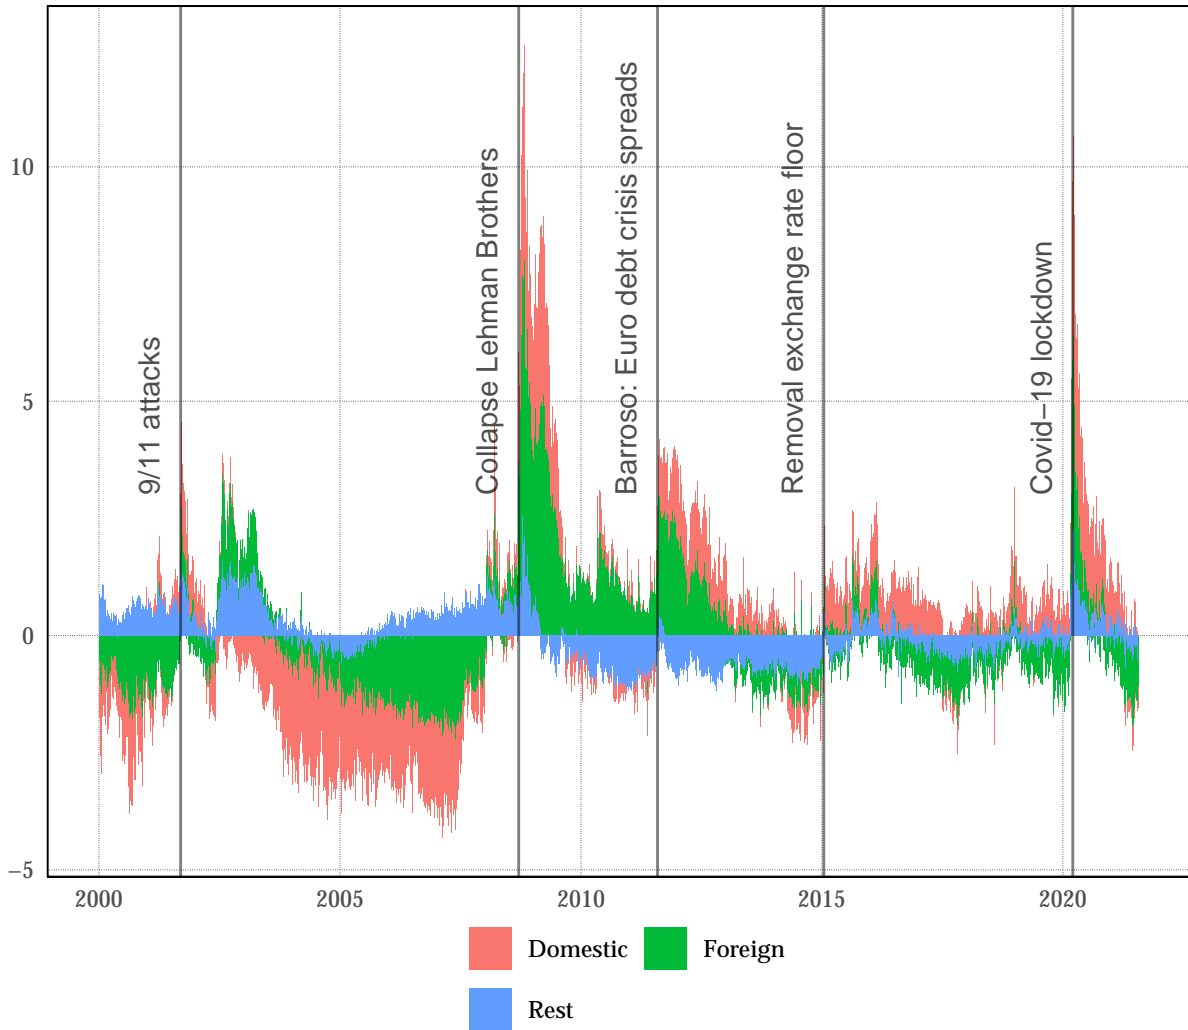 10
5
0
−5
9/11 attacks
Collapse Lehman Brothers
Barroso: Euro debt crisis spreads
Removal exchange rate floor
Covid−19 lockdown
2000 2005 2010 2015 2020
Domestic Foreign
Rest